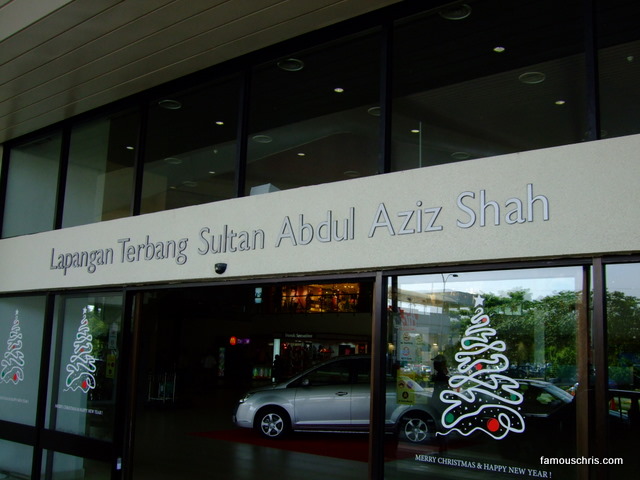 Lapangan Terbang Sultan Abdul Aziz Shah
MERRY CHRISTMAS & HAPPY NEW YEAR !
famouschris.com